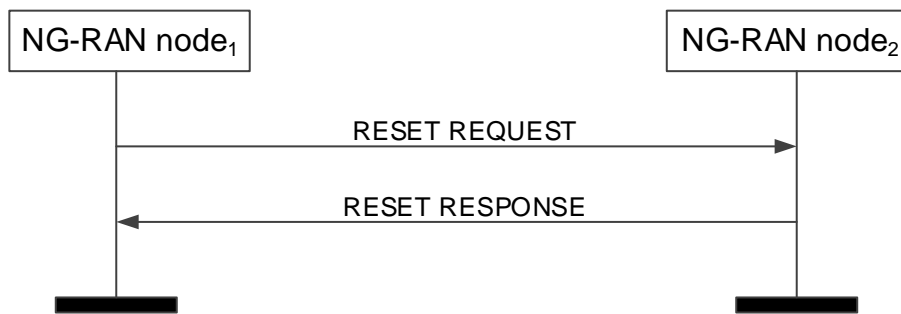 NG-RAN node₁
NG-RAN node₂
RESET REQUEST
RESET RESPONSE